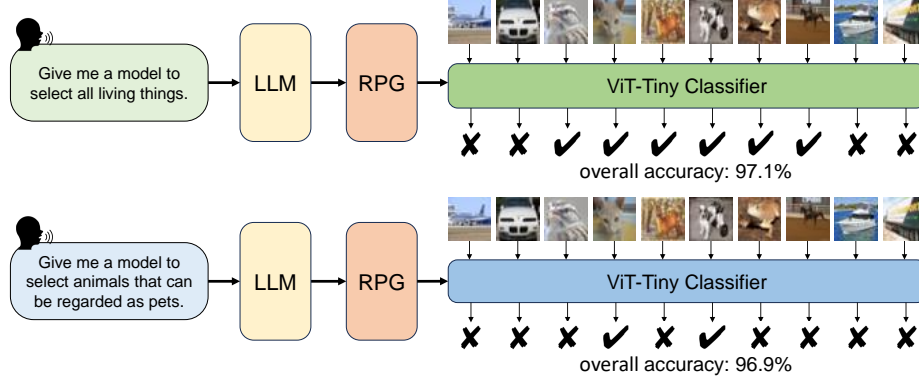 Give me a model to
select all living things.
LLM
RPG
ViT-Tiny Classifier
✘ ✘ ✔ ✔ ✔ ✔ ✔ ✔ ✘ ✘
overall accuracy: 97.1%
Give me a model to
select animals that can
be regarded as pets.
LLM
RPG
ViT-Tiny Classifier
✘ ✘ ✘ ✔ ✘ ✔ ✘ ✘ ✘ ✘
overall accuracy: 96.9%